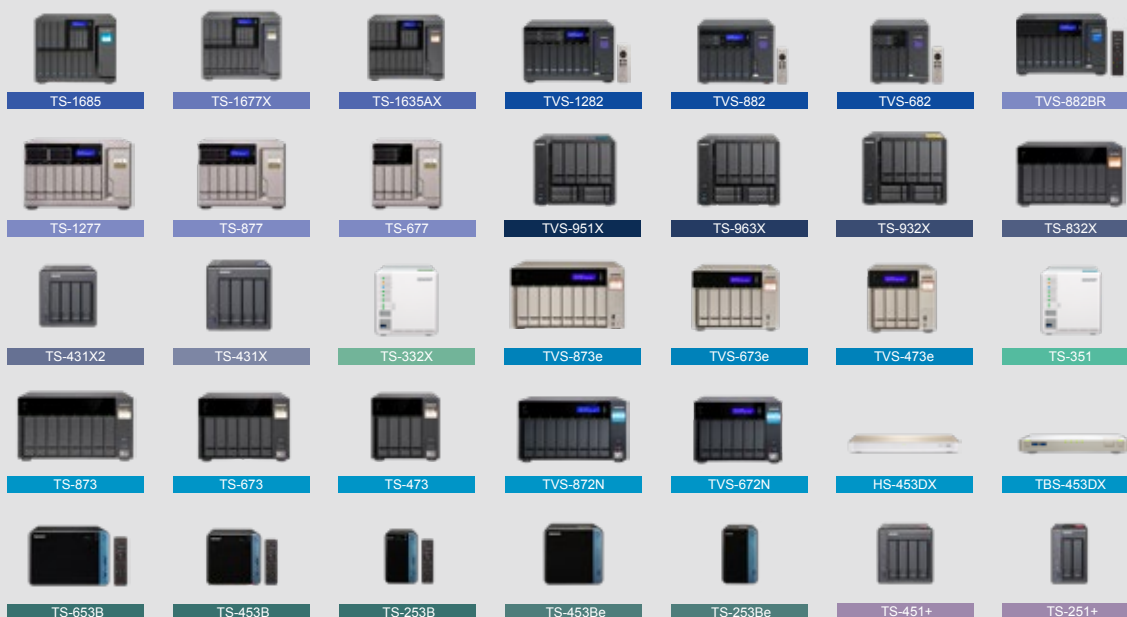 TS-1685
TS-1677X
TS-1635AX
TVS-1282
TVS-882
TVS-682
TVS-882BR
TS-1277
TS-877
TS-677
TVS-951X
TS-963X
TS-932X
TS-832X
TS-431X2
TS-431X
TS-332X
TVS-873e
TVS-673e
TVS-473e
TS-351
TS-873
TS-673
TS-473
TVS-872N
TVS-672N
HS-453DX
TBS-453DX
TS-653B
TS-453B
TS-253B
TS-453Be
TS-253Be
TS-451+
TS-251+